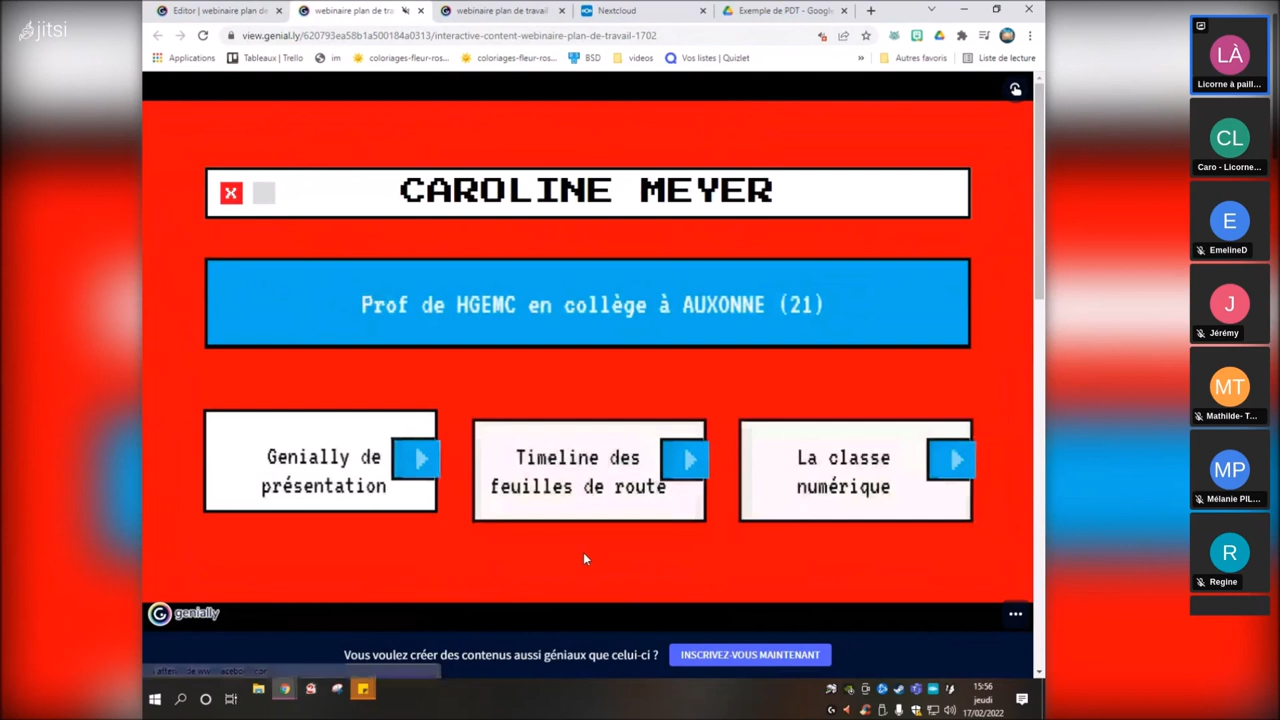 jitsi
Editor | webinaire plan de
webinaire plan de tra
webinaire plan de travail
Nextcloud
Exemple de PDT - Google
view.genial.ly/620793ea58b1a500184a0313/interactive-content-webinaire-plan-de-travail-1702
Applications
Tableaux | Trello
im
coloriages-fleur-ros...
coloriages-fleur-ros...
BSD
videos
Vos listes | Quizlet
»
Autres favoris
Liste de lecture
X
CAROLINE MEYER
Prof de HGEMC en collège à AUXONNE (21)
Genially de
présentation
Timeline des
feuilles de route
La classe
numérique
genially
Vous voulez créer des contenus aussi géniaux que celui-ci ?
INSCRIVEZ-VOUS MAINTENANT
15:56
jeudi
17/02/2022
LÀ
Licorne à paill...
CL
Caro - Licorne...
E
EmelineD
J
Jérémy
MT
Mathilde- T...
MP
Mélanie PIL...
R
Regine